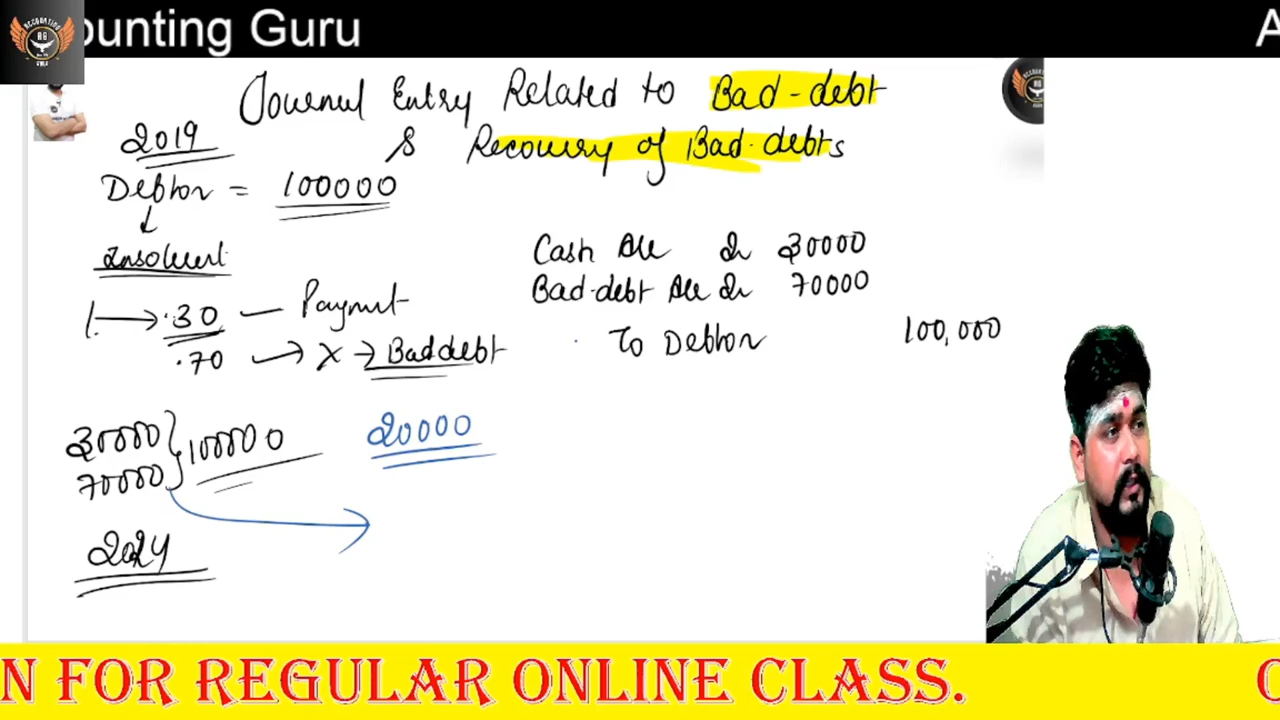 ounting Guru
A
Journal Entry Related to Bad-debt
& Recovery of Bad-debts
2019
Debtor = 100000
Insolvent
1. → .30 — Payment
.70 → X → Bad debt
Cash A/c Dr 30000
Bad-debt A/c Dr 70000
To Debtor 100,000
30000
70000 } 100000
20000
2024
N FOR REGULAR ONLINE CLASS.